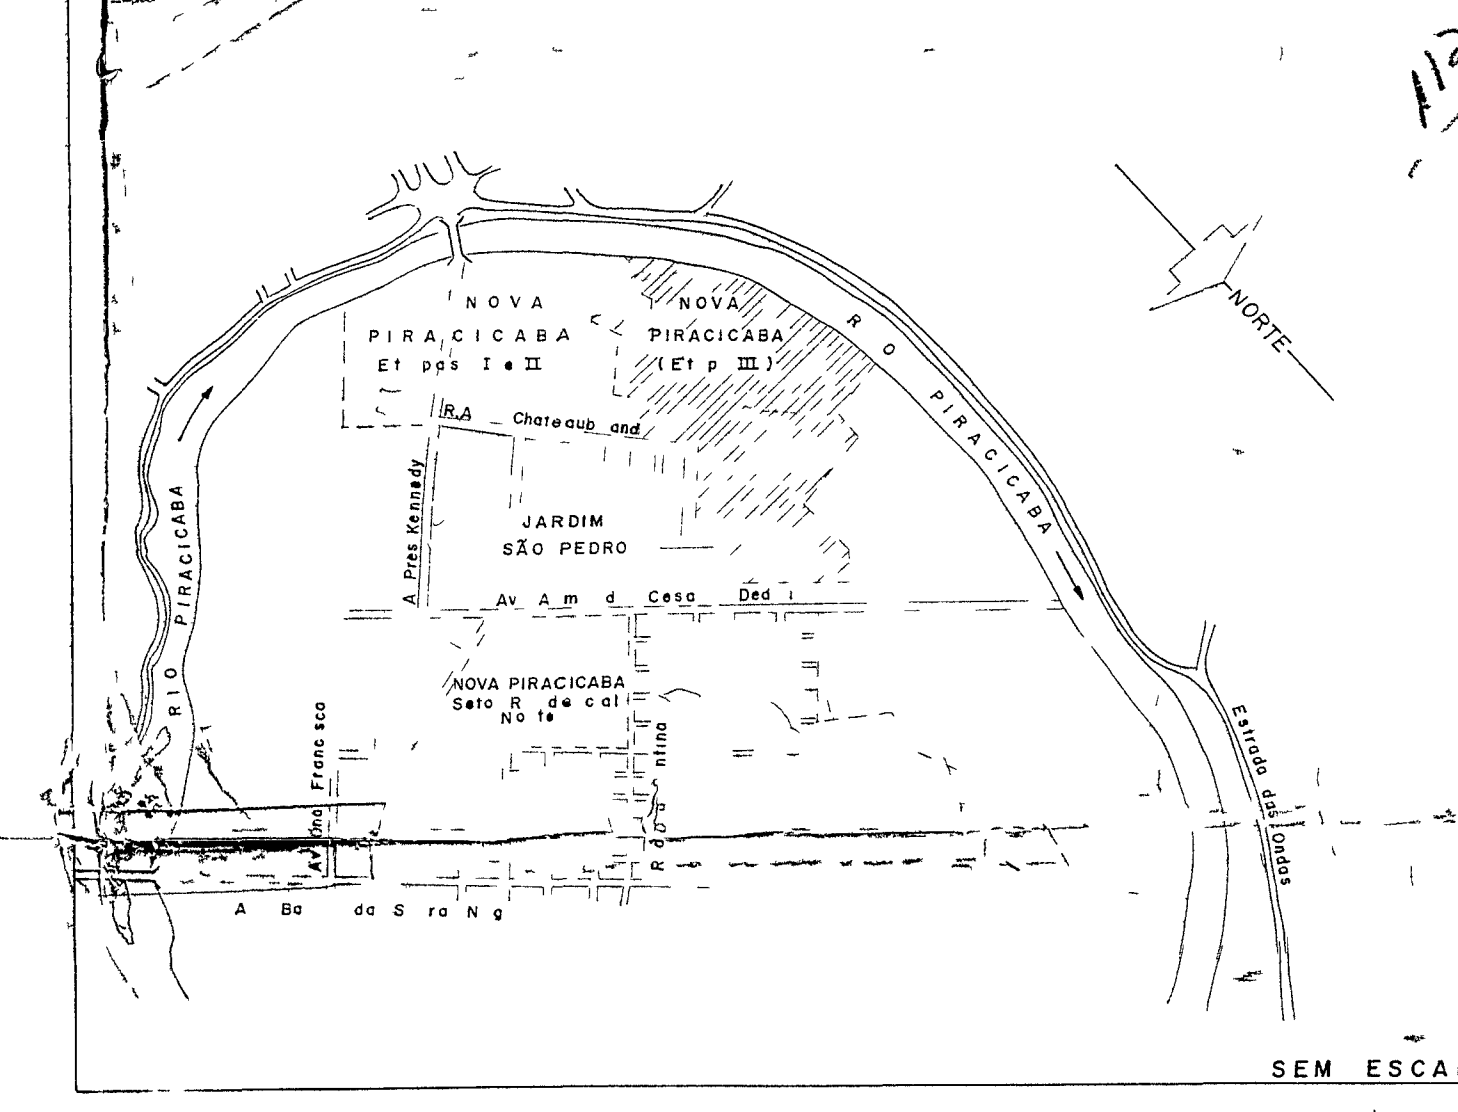 NORTE
NOVA
PIRACICABA
Et pas I e II
NOVA
PIRACICABA
(Et p III)
R O PIRACICABA
R.A Chateaub and
A Pres Kennedy
JARDIM
SÃO PEDRO
RIO PIRACICABA
Av A m d Cesa Ded i
NOVA PIRACICABA
Seto R de cal
No te
Francisca
ntina
Estrada das Ondas
A Ba da S ra N g
SEM ESCA